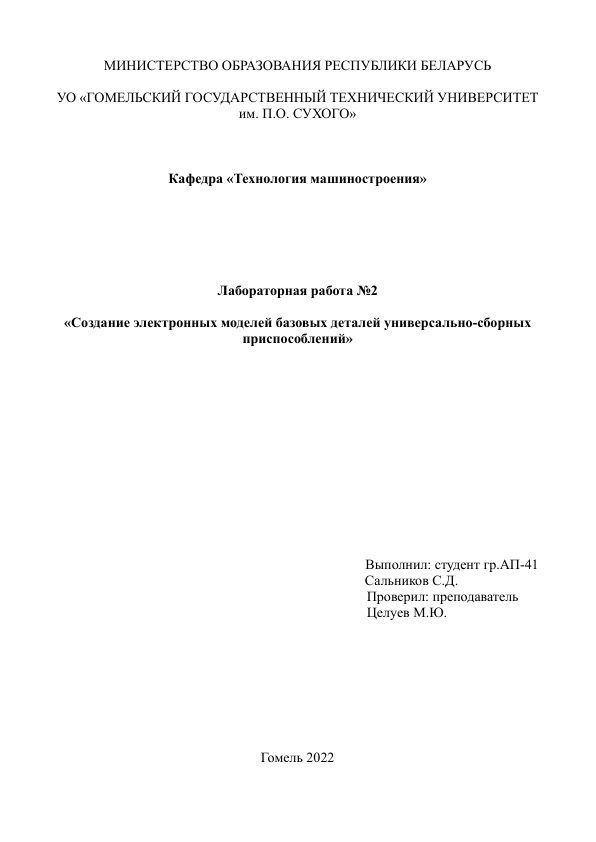 МИНИСТЕРСТВО ОБРАЗОВАНИЯ РЕСПУБЛИКИ БЕЛАРУСЬ
УО «ГОМЕЛЬСКИЙ ГОСУДАРСТВЕННЫЙ ТЕХНИЧЕСКИЙ УНИВЕРСИТЕТ
им. П.О. СУХОГО»
Кафедра «Технология машиностроения»
Лабораторная работа №2
«Создание электронных моделей базовых деталей универсально-сборных
приспособлений»
Выполнил: студент гр.АП-41
Сальников С.Д.
Проверил: преподаватель
Целуев М.Ю.
Гомель 2022